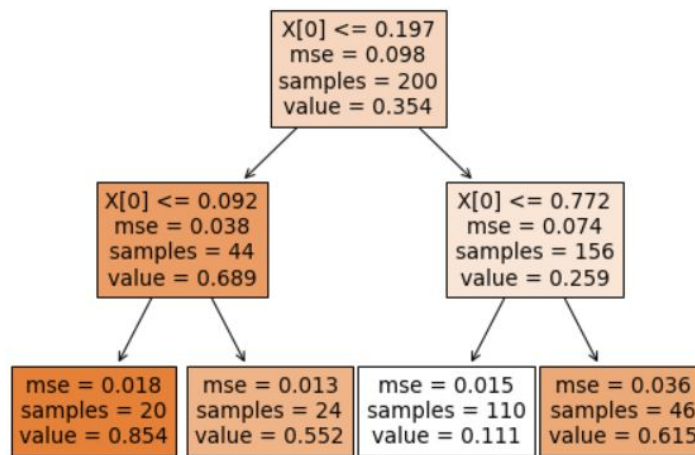 X[0] <= 0.197
mse = 0.098
samples = 200
value = 0.354
X[0] <= 0.092
mse = 0.038
samples = 44
value = 0.689
X[0] <= 0.772
mse = 0.074
samples = 156
value = 0.259
mse = 0.018
samples = 20
value = 0.854
mse = 0.013
samples = 24
value = 0.552
mse = 0.015
samples = 110
value = 0.111
mse = 0.036
samples = 46
value = 0.615